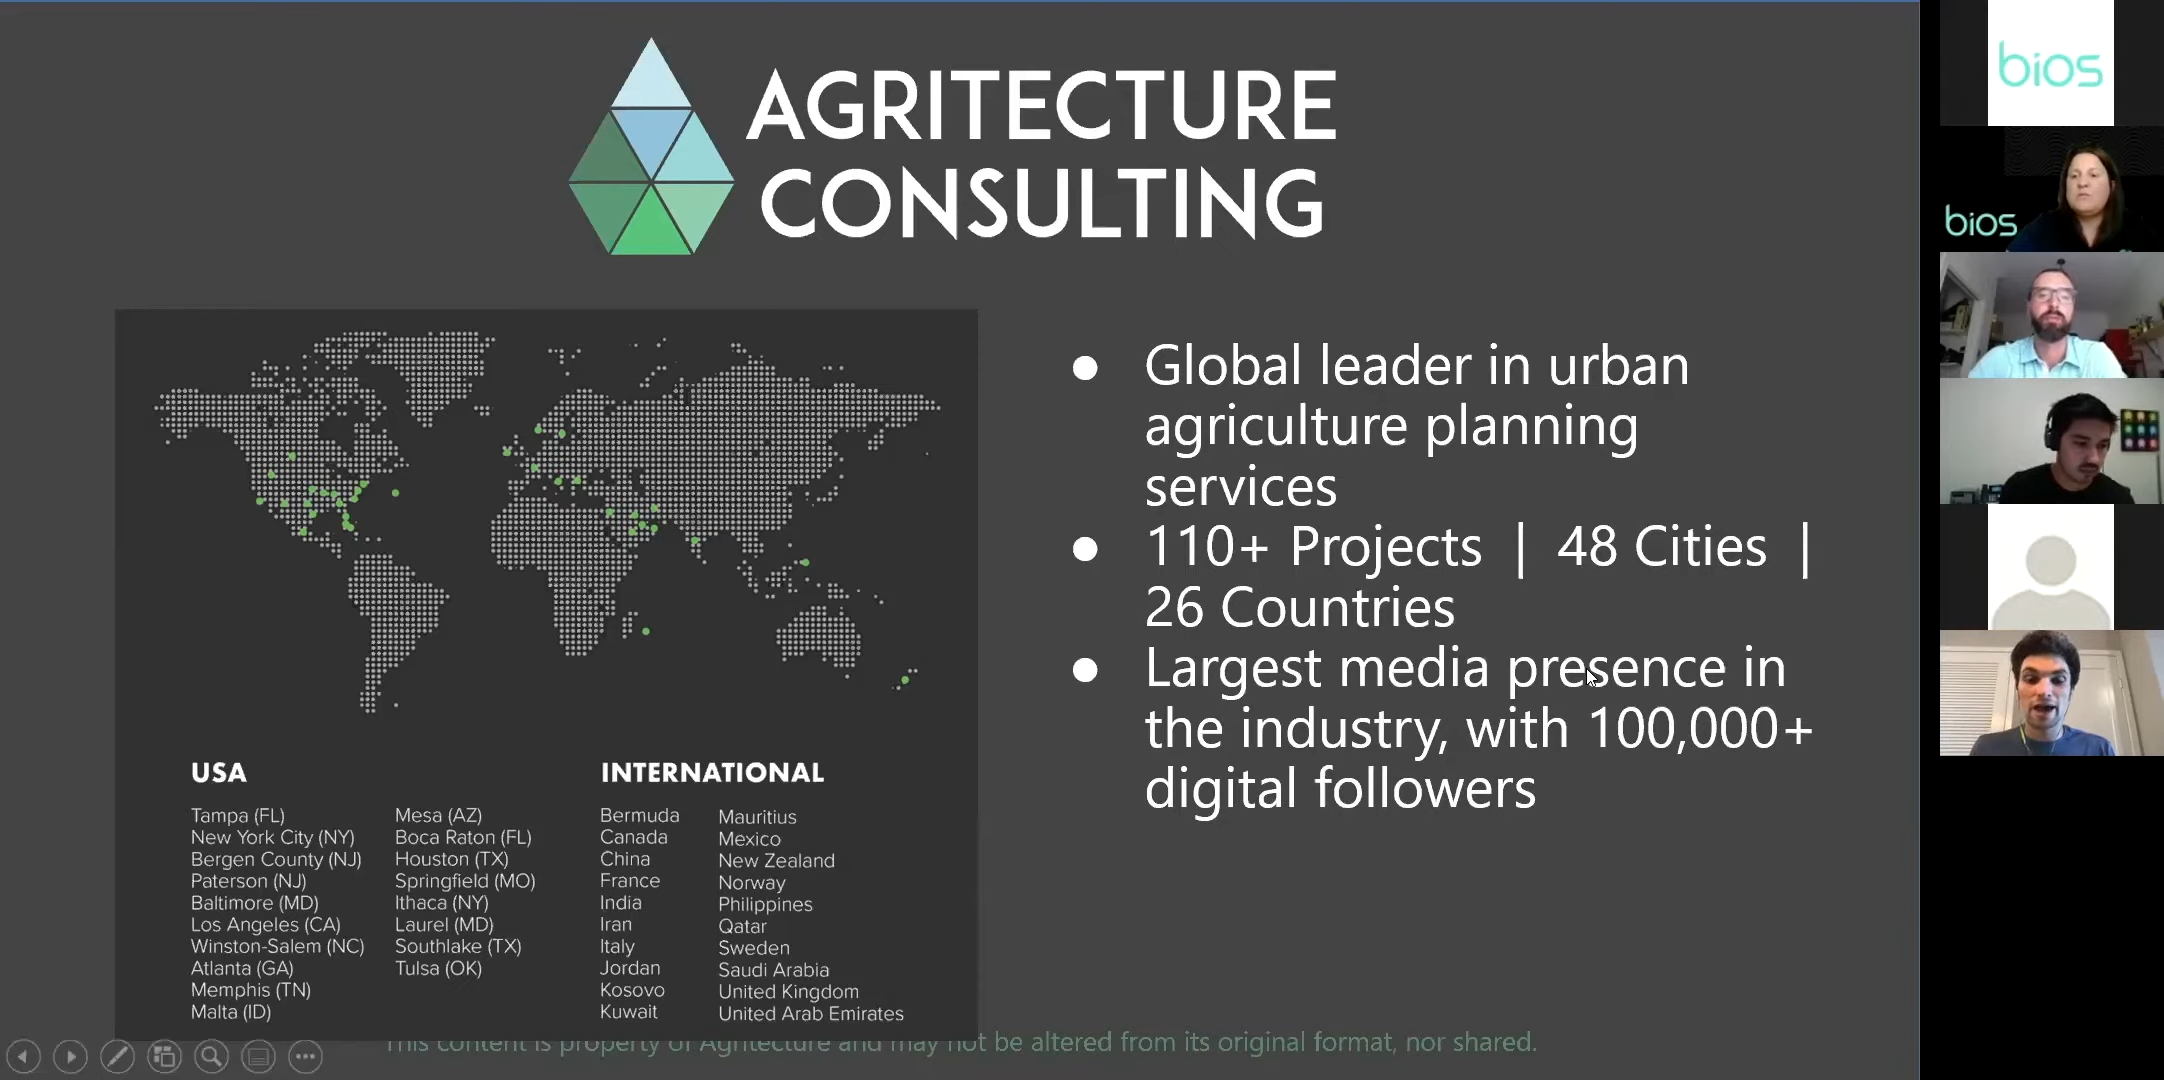 AGRITECTURE
CONSULTING
Global leader in urban
agriculture planning
services
110+ Projects | 48 Cities |
26 Countries
Largest media presence in
the industry, with 100,000+
digital followers
USA
Tampa (FL)
New York City (NY)
Bergen County (NJ)
Paterson (NJ)
Baltimore (MD)
Los Angeles (CA)
Winston-Salem (NC)
Atlanta (GA)
Memphis (TN)
Malta (ID)
Mesa (AZ)
Boca Raton (FL)
Houston (TX)
Springfield (MO)
Ithaca (NY)
Laurel (MD)
Southlake (TX)
Tulsa (OK)
INTERNATIONAL
Bermuda
Canada
China
France
India
Iran
Italy
Jordan
Kosovo
Kuwait
Mauritius
Mexico
New Zealand
Norway
Philippines
Qatar
Sweden
Saudi Arabia
United Kingdom
United Arab Emirates
This content is property of Agritecture and may not be altered from its original format, nor shared.
bios
bios